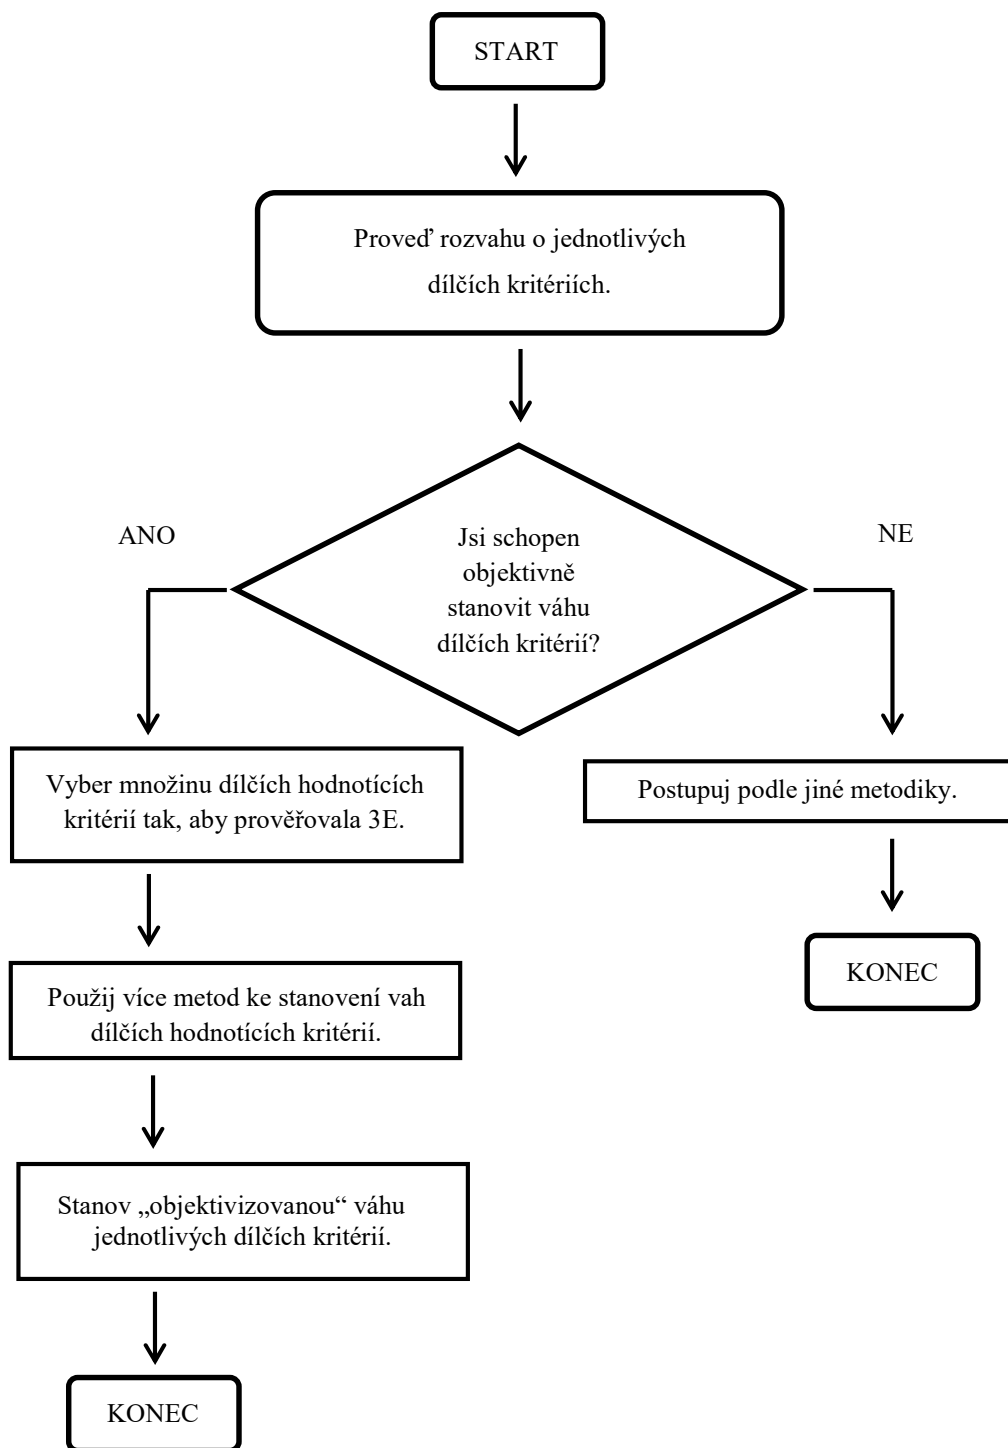 START
Proveď rozvahu o jednotlivých
dílčích kritériích.
ANO
NE
Jsi schopen
objektivně
stanovit váhu
dílčích kritérií?
Vyber množinu dílčích hodnotících
kritérií tak, aby prověřovala 3E.
Postupuj podle jiné metodiky.
KONEC
Použij více metod ke stanovení vah
dílčích hodnotících kritérií.
Stanov „objektivizovanou“ váhu
jednotlivých dílčích kritérií.
KONEC